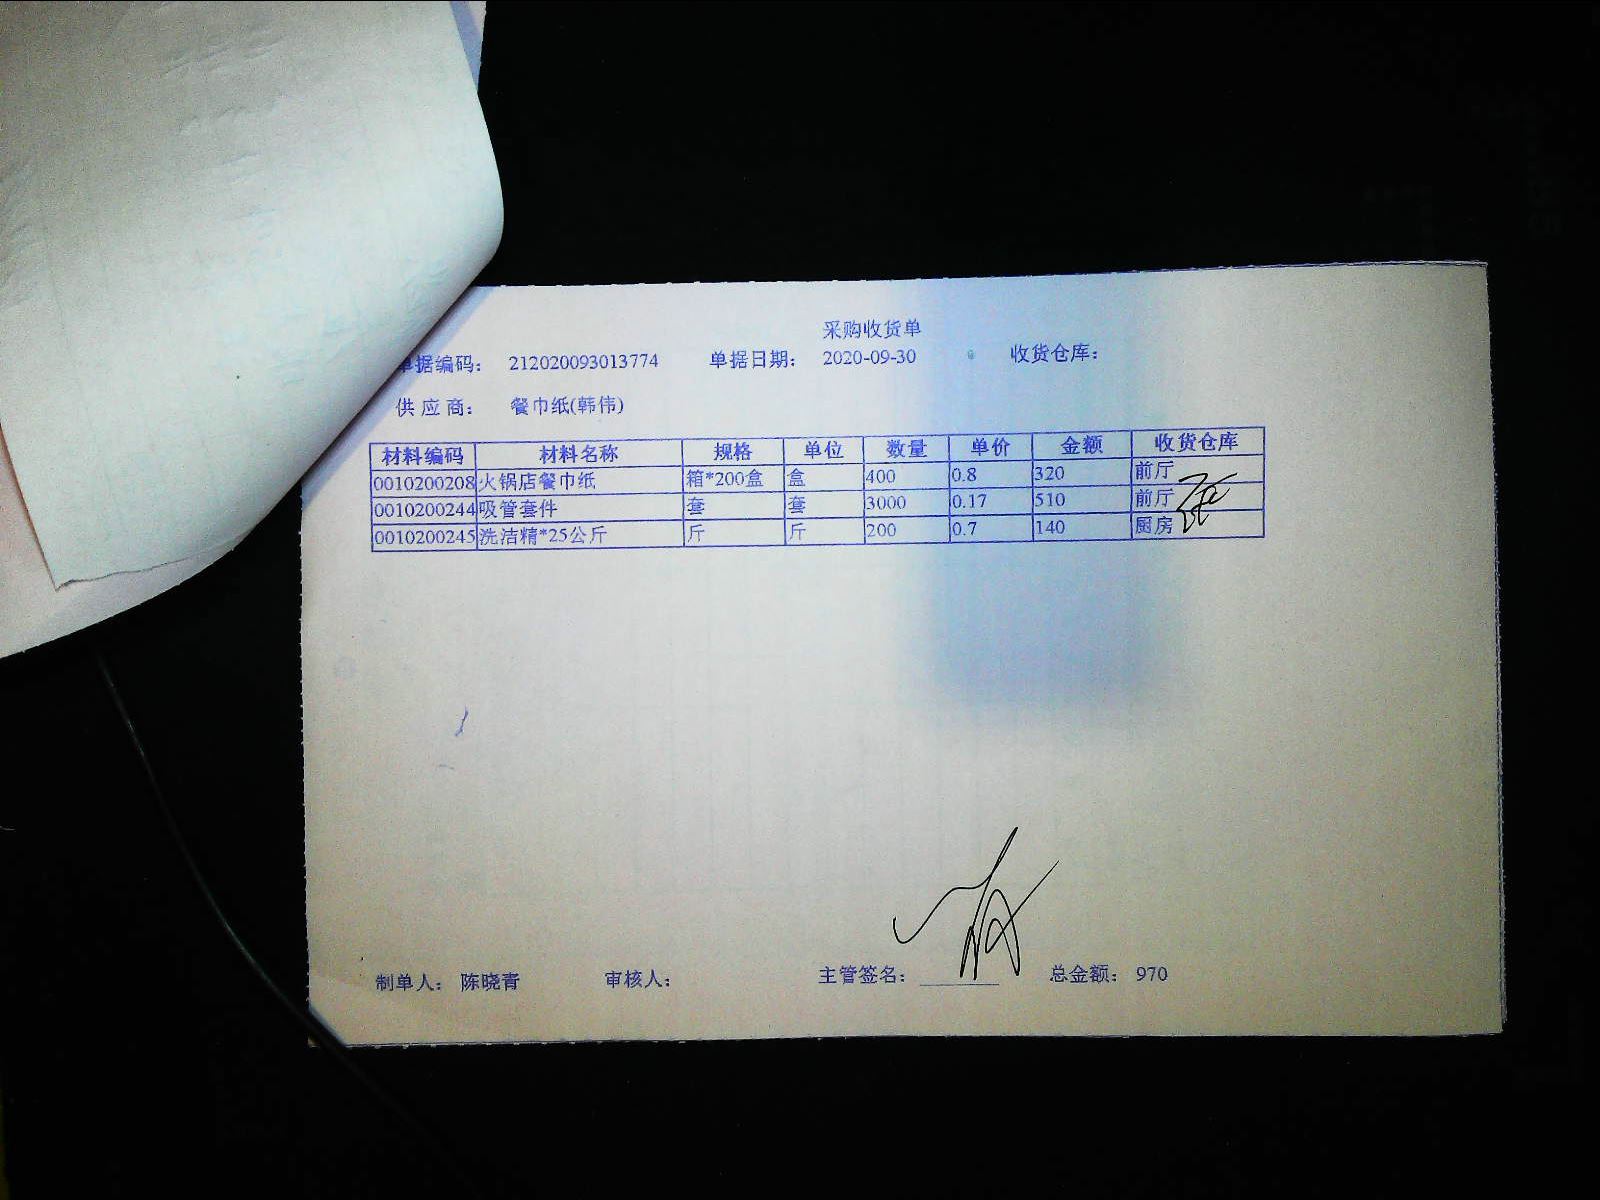 采购收货单
单据编码： 212020093013774 单据日期： 2020-09-30 收货仓库：
供 应 商： 餐巾纸(韩伟)
材料编码 材料名称 规格 单位 数量 单价 金额 收货仓库
0010200208 火锅店餐巾纸 箱*200盒 盒 400 0.8 320 前厅
0010200244 吸管套件 套 套 3000 0.17 510 前厅
0010200245 洗洁精*25公斤 斤 斤 200 0.7 140 厨房
制单人： 陈晓青 审核人： 主管签名： 总金额： 970